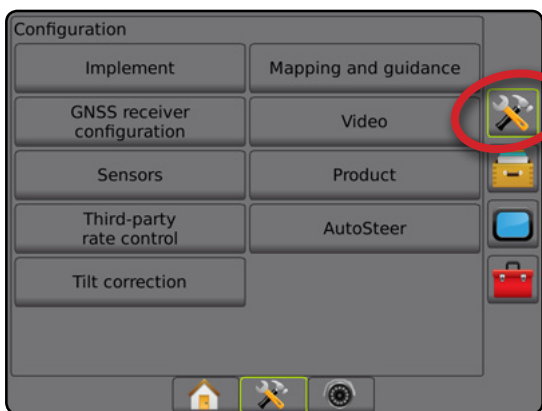 Configuration
Implement
Mapping and guidance
GNSS receiver
configuration
Video
Sensors
Product
Third-party
rate control
AutoSteer
Tilt correction